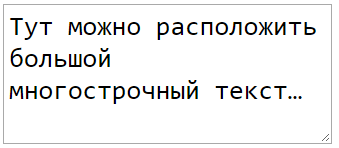 Тут можно расположить
большой
многострочный текст…